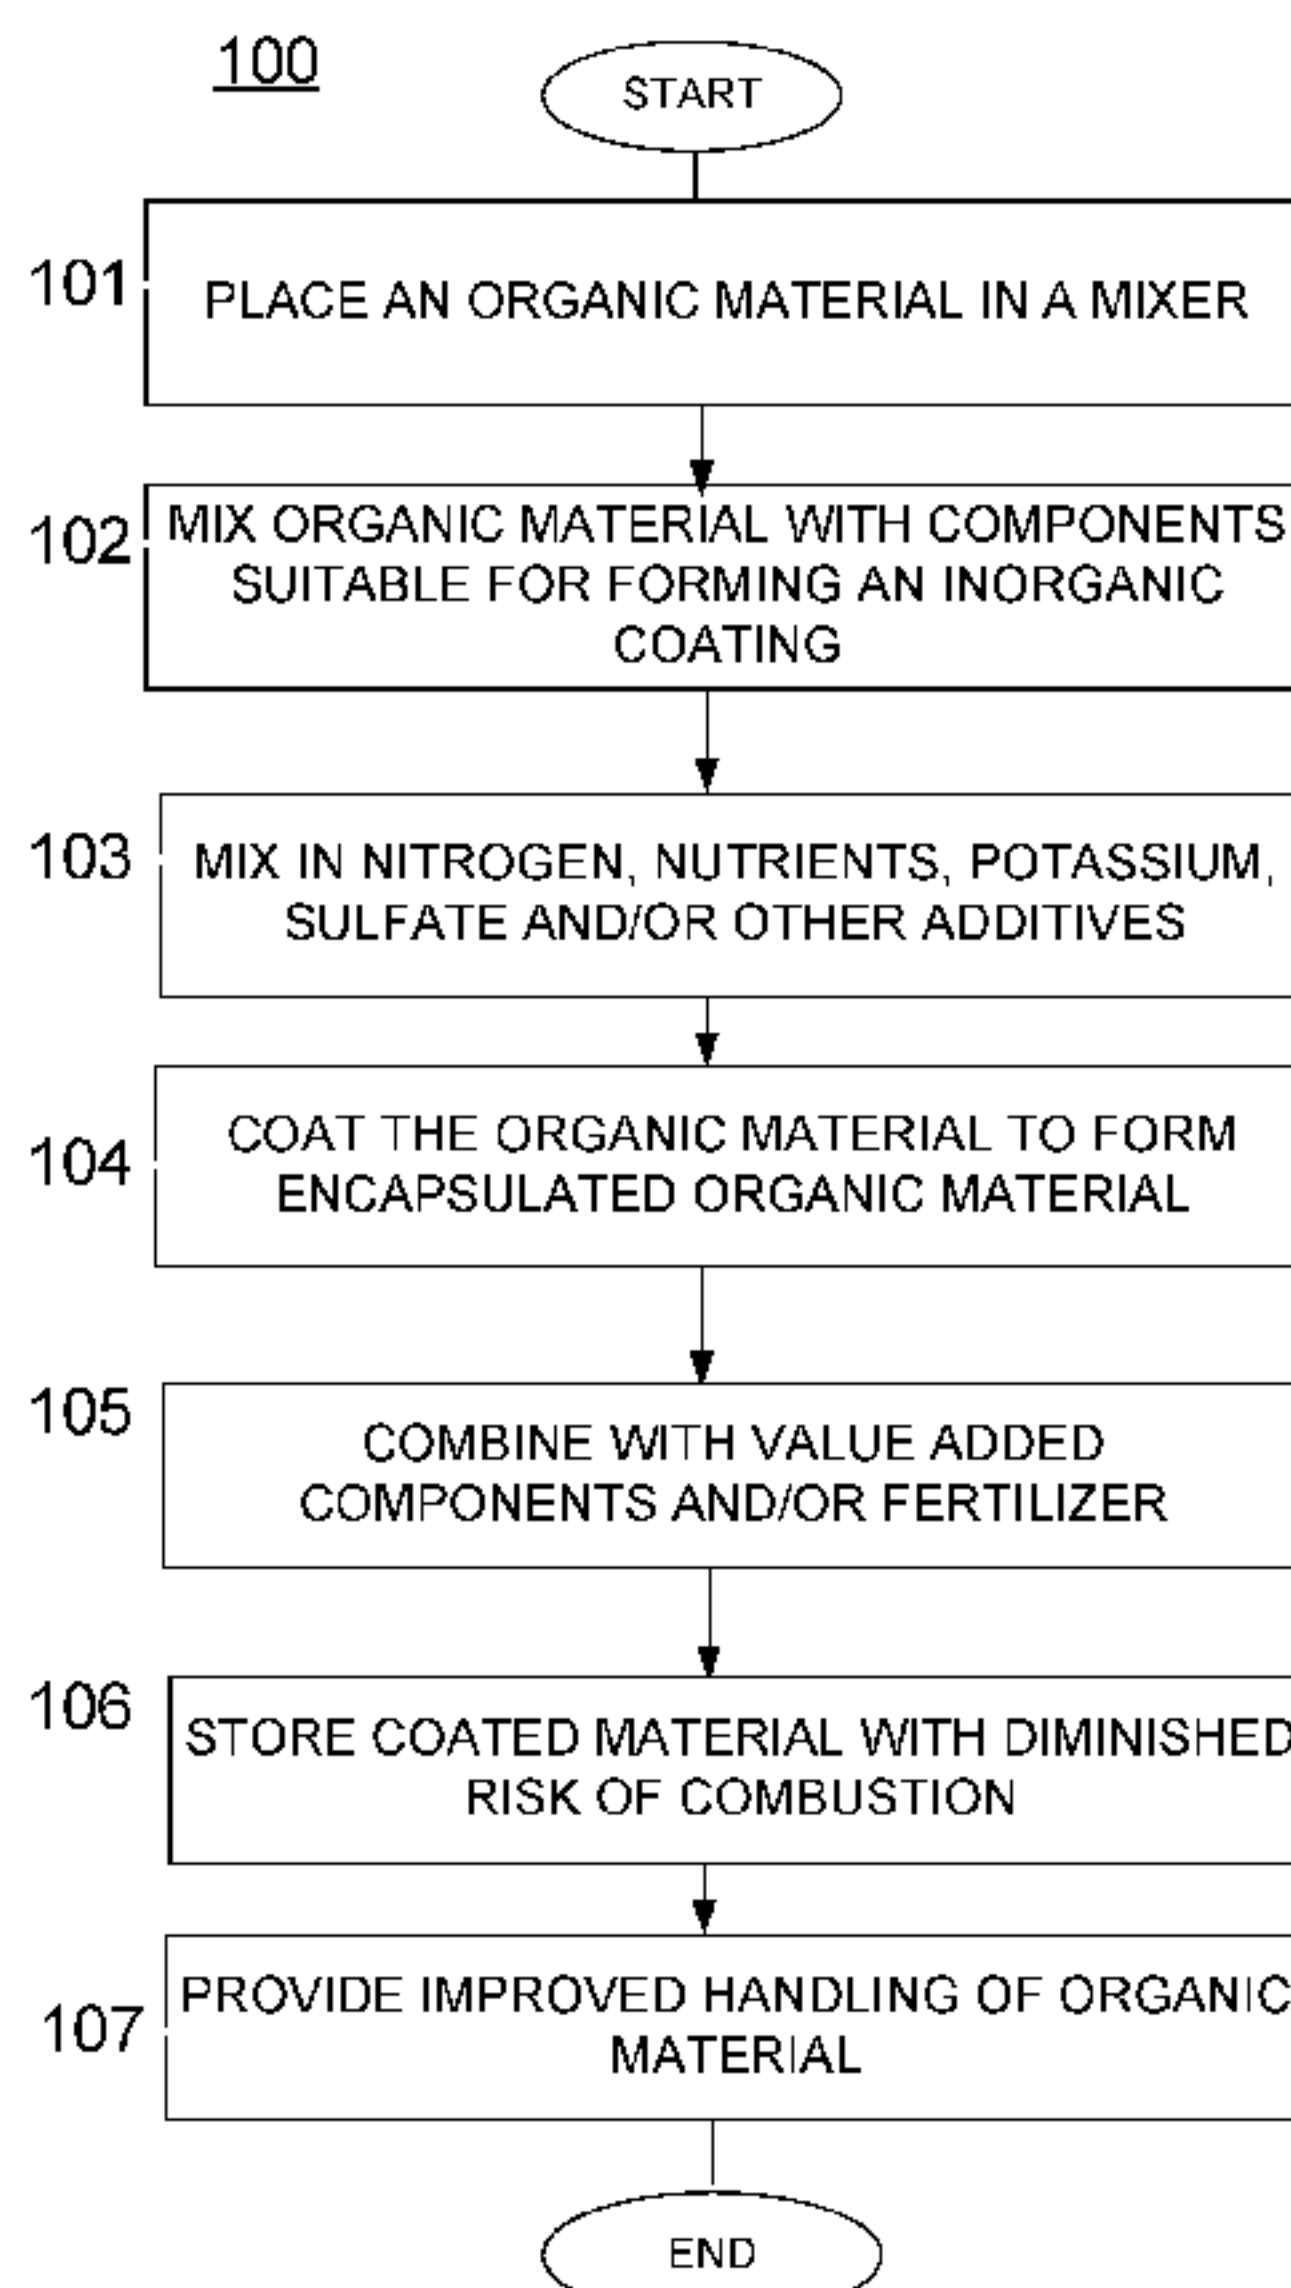 100
START
101
PLACE AN ORGANIC MATERIAL IN A MIXER
102
MIX ORGANIC MATERIAL WITH COMPONENTS
SUITABLE FOR FORMING AN INORGANIC
COATING
103
MIX IN NITROGEN, NUTRIENTS, POTASSIUM,
SULFATE AND/OR OTHER ADDITIVES
104
COAT THE ORGANIC MATERIAL TO FORM
ENCAPSULATED ORGANIC MATERIAL
105
COMBINE WITH VALUE ADDED
COMPONENTS AND/OR FERTILIZER
106
STORE COATED MATERIAL WITH DIMINISHED
RISK OF COMBUSTION
107
PROVIDE IMPROVED HANDLING OF ORGANIC
MATERIAL
END